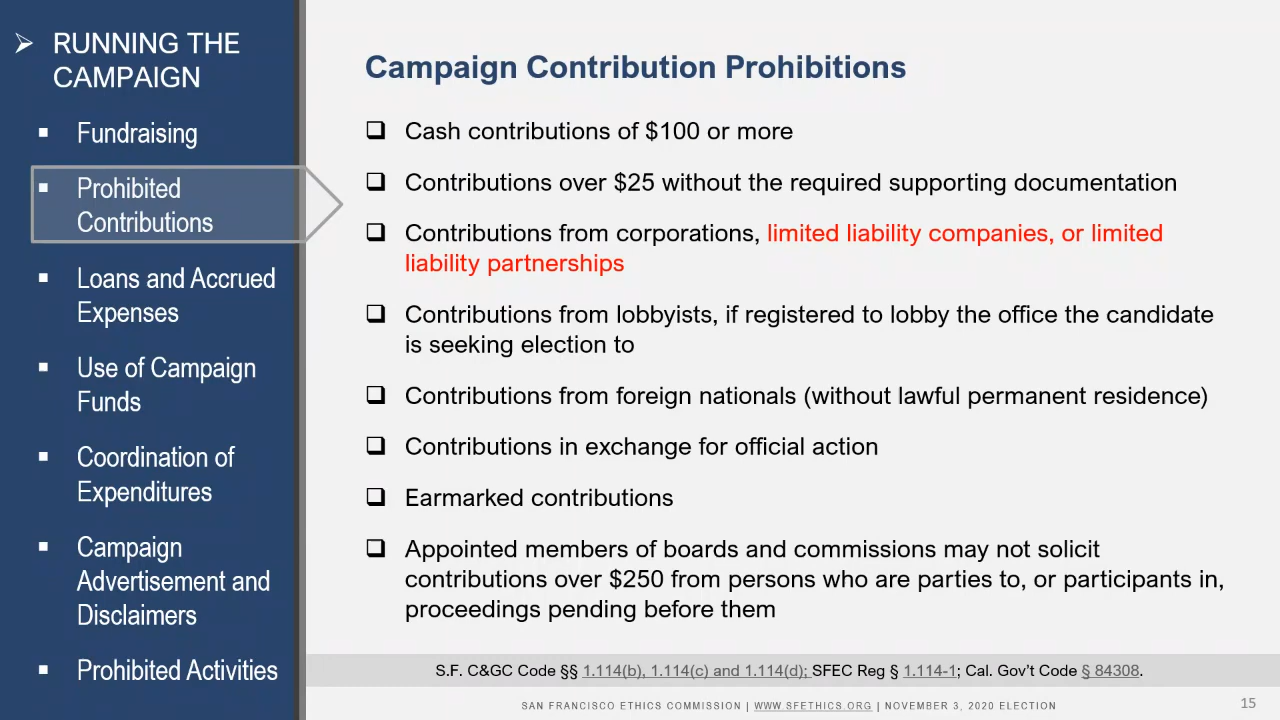 RUNNING THE
CAMPAIGN
Fundraising
Prohibited
Contributions
Loans and Accrued
Expenses
Use of Campaign
Funds
Coordination of
Expenditures
Campaign
Advertisement and
Disclaimers
Prohibited Activities
Campaign Contribution Prohibitions
Cash contributions of $100 or more
Contributions over $25 without the required supporting documentation
Contributions from corporations, limited liability companies, or limited
liability partnerships
Contributions from lobbyists, if registered to lobby the office the candidate
is seeking election to
Contributions from foreign nationals (without lawful permanent residence)
Contributions in exchange for official action
Earmarked contributions
Appointed members of boards and commissions may not solicit
contributions over $250 from persons who are parties to, or participants in,
proceedings pending before them
S.F. C&GC Code §§ 1.114(b), 1.114(c) and 1.114(d); SFEC Reg § 1.114-1; Cal. Gov't Code § 84308.
SAN FRANCISCO ETHICS COMMISSION | WWW.SFETHICS.ORG | NOVEMBER 3, 2020 ELECTION
15